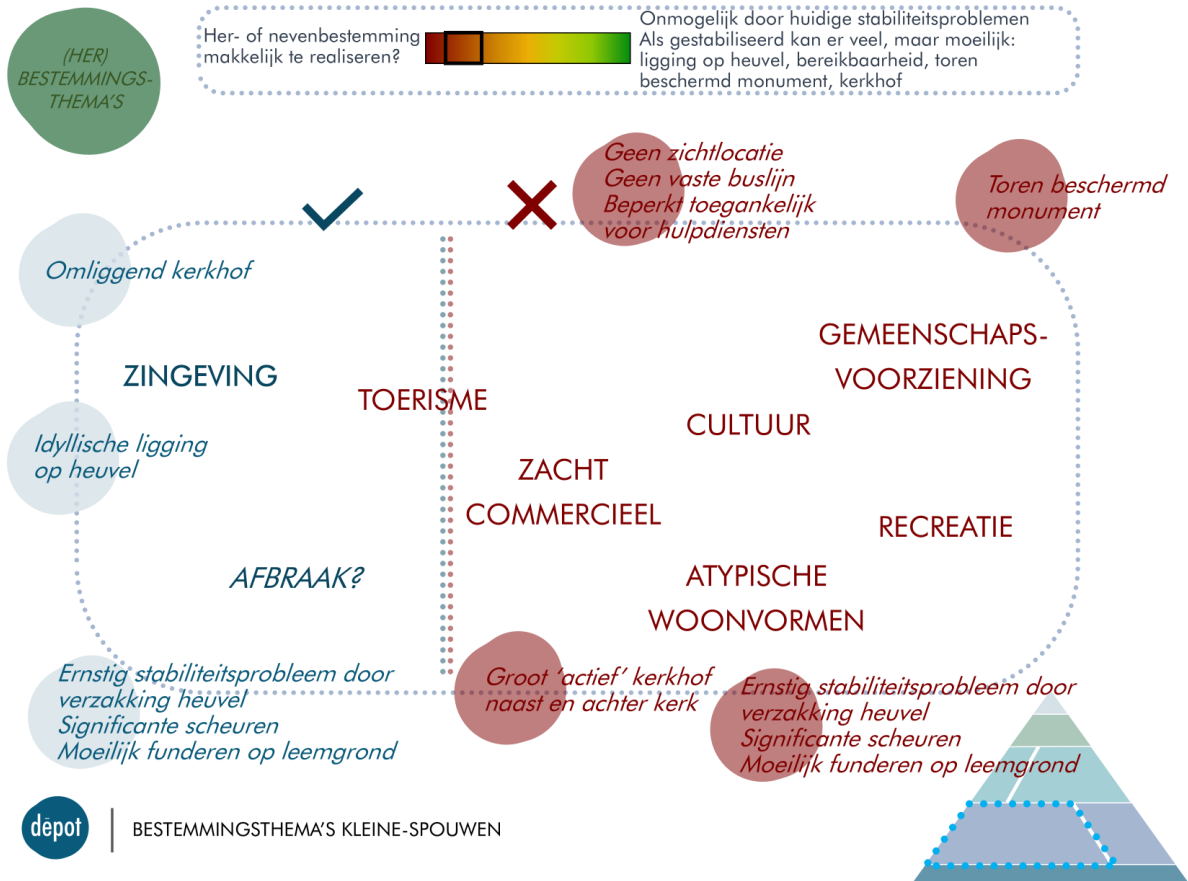 (HER)
BESTEMMINGS-
THEMA'S
Her- of nevenbestemming
makkelijk te realiseren?
Onmogelijk door huidige stabiliteitsproblemen
Als gestabiliseerd kan er veel, maar moeilijk:
ligging op heuvel, bereikbaarheid, toren
beschermd monument, kerkhof
Geen zichtlocatie
Geen vaste buslijn
Beperkt toegankelijk
voor hulpdiensten
Toren beschermd
monument
Omliggend kerkhof
ZINGEVING
TOERISME
GEMEENSCHAPS-
VOORZIENING
CULTUUR
Idyllische ligging
op heuvel
ZACHT
COMMERCIEEL
RECREATIE
AFBRAAK?
ATYPISCHE
WOONVORMEN
Ernstig stabiliteitsprobleem door
verzakking heuvel
Significante scheuren
Moeilijk funderen op leemgrond
Groot 'actief' kerkhof
naast en achter kerk
Ernstig stabiliteitsprobleem door
verzakking heuvel
Significante scheuren
Moeilijk funderen op leemgrond
dēpot
BESTEMMINGSTHEMA'S KLEINE-SPOUWEN